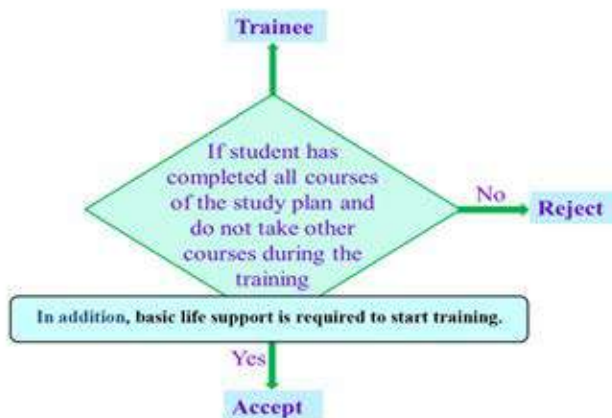 Trainee
If student has
completed all courses
of the study plan and
do not take other
courses during the
training
No
Reject
In addition, basic life support is required to start training.
Yes
Accept